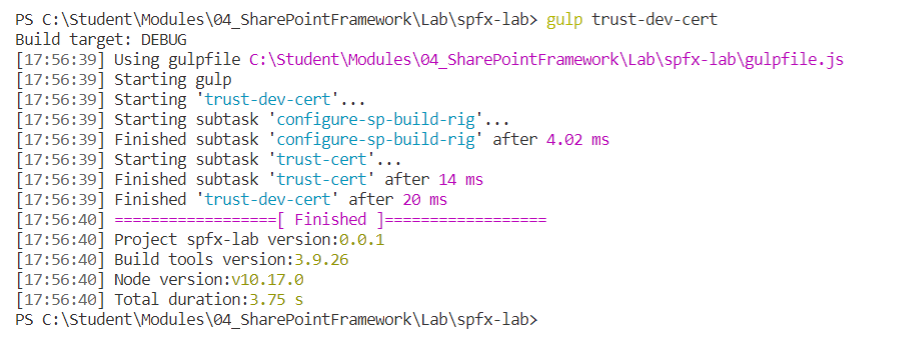 PS C:\Student\Modules\04_SharePointFramework\Lab\spfx-lab> gulp trust-dev-cert
Build target: DEBUG
[17:56:39] Using gulpfile C:\Student\Modules\04_SharePointFramework\Lab\spfx-lab\gulpfile.js
[17:56:39] Starting gulp
[17:56:39] Starting 'trust-dev-cert'...
[17:56:39] Starting subtask 'configure-sp-build-rig'...
[17:56:39] Finished subtask 'configure-sp-build-rig' after 4.02 ms
[17:56:39] Starting subtask 'trust-cert'...
[17:56:39] Finished subtask 'trust-cert' after 14 ms
[17:56:39] Finished 'trust-dev-cert' after 20 ms
[17:56:40] ==================[ Finished ]==================
[17:56:40] Project spfx-lab version:0.0.1
[17:56:40] Build tools version:3.9.26
[17:56:40] Node version:v10.17.0
[17:56:40] Total duration:3.75 s
PS C:\Student\Modules\04_SharePointFramework\Lab\spfx-lab>